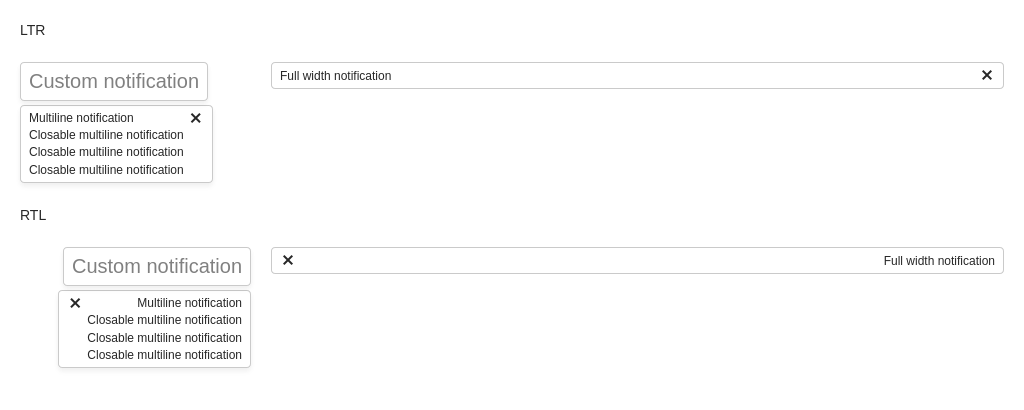 LTR
Custom notification
Full width notification
Multiline notification
Closable multiline notification
Closable multiline notification
Closable multiline notification
RTL
Custom notification
Full width notification
Multiline notification
Closable multiline notification
Closable multiline notification
Closable multiline notification